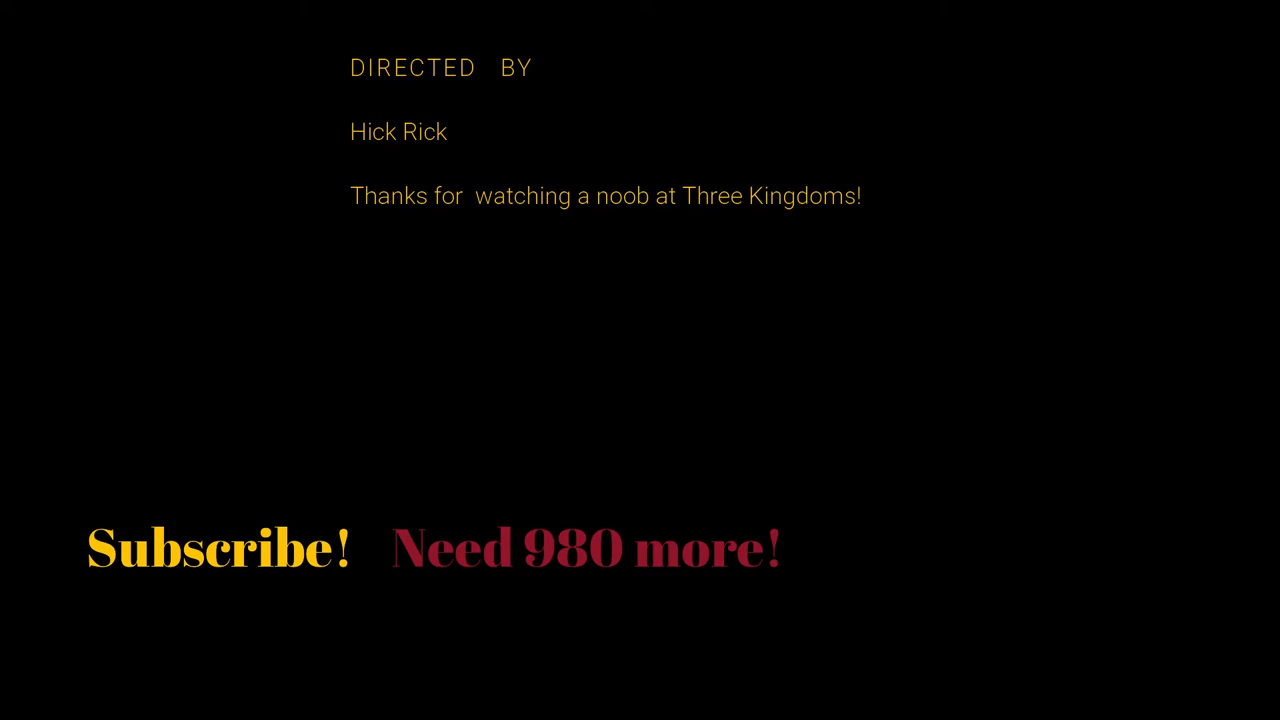 DIRECTED BY
Hick Rick
Thanks for watching a noob at Three Kingdoms!
Subscribe! Need 980 more!